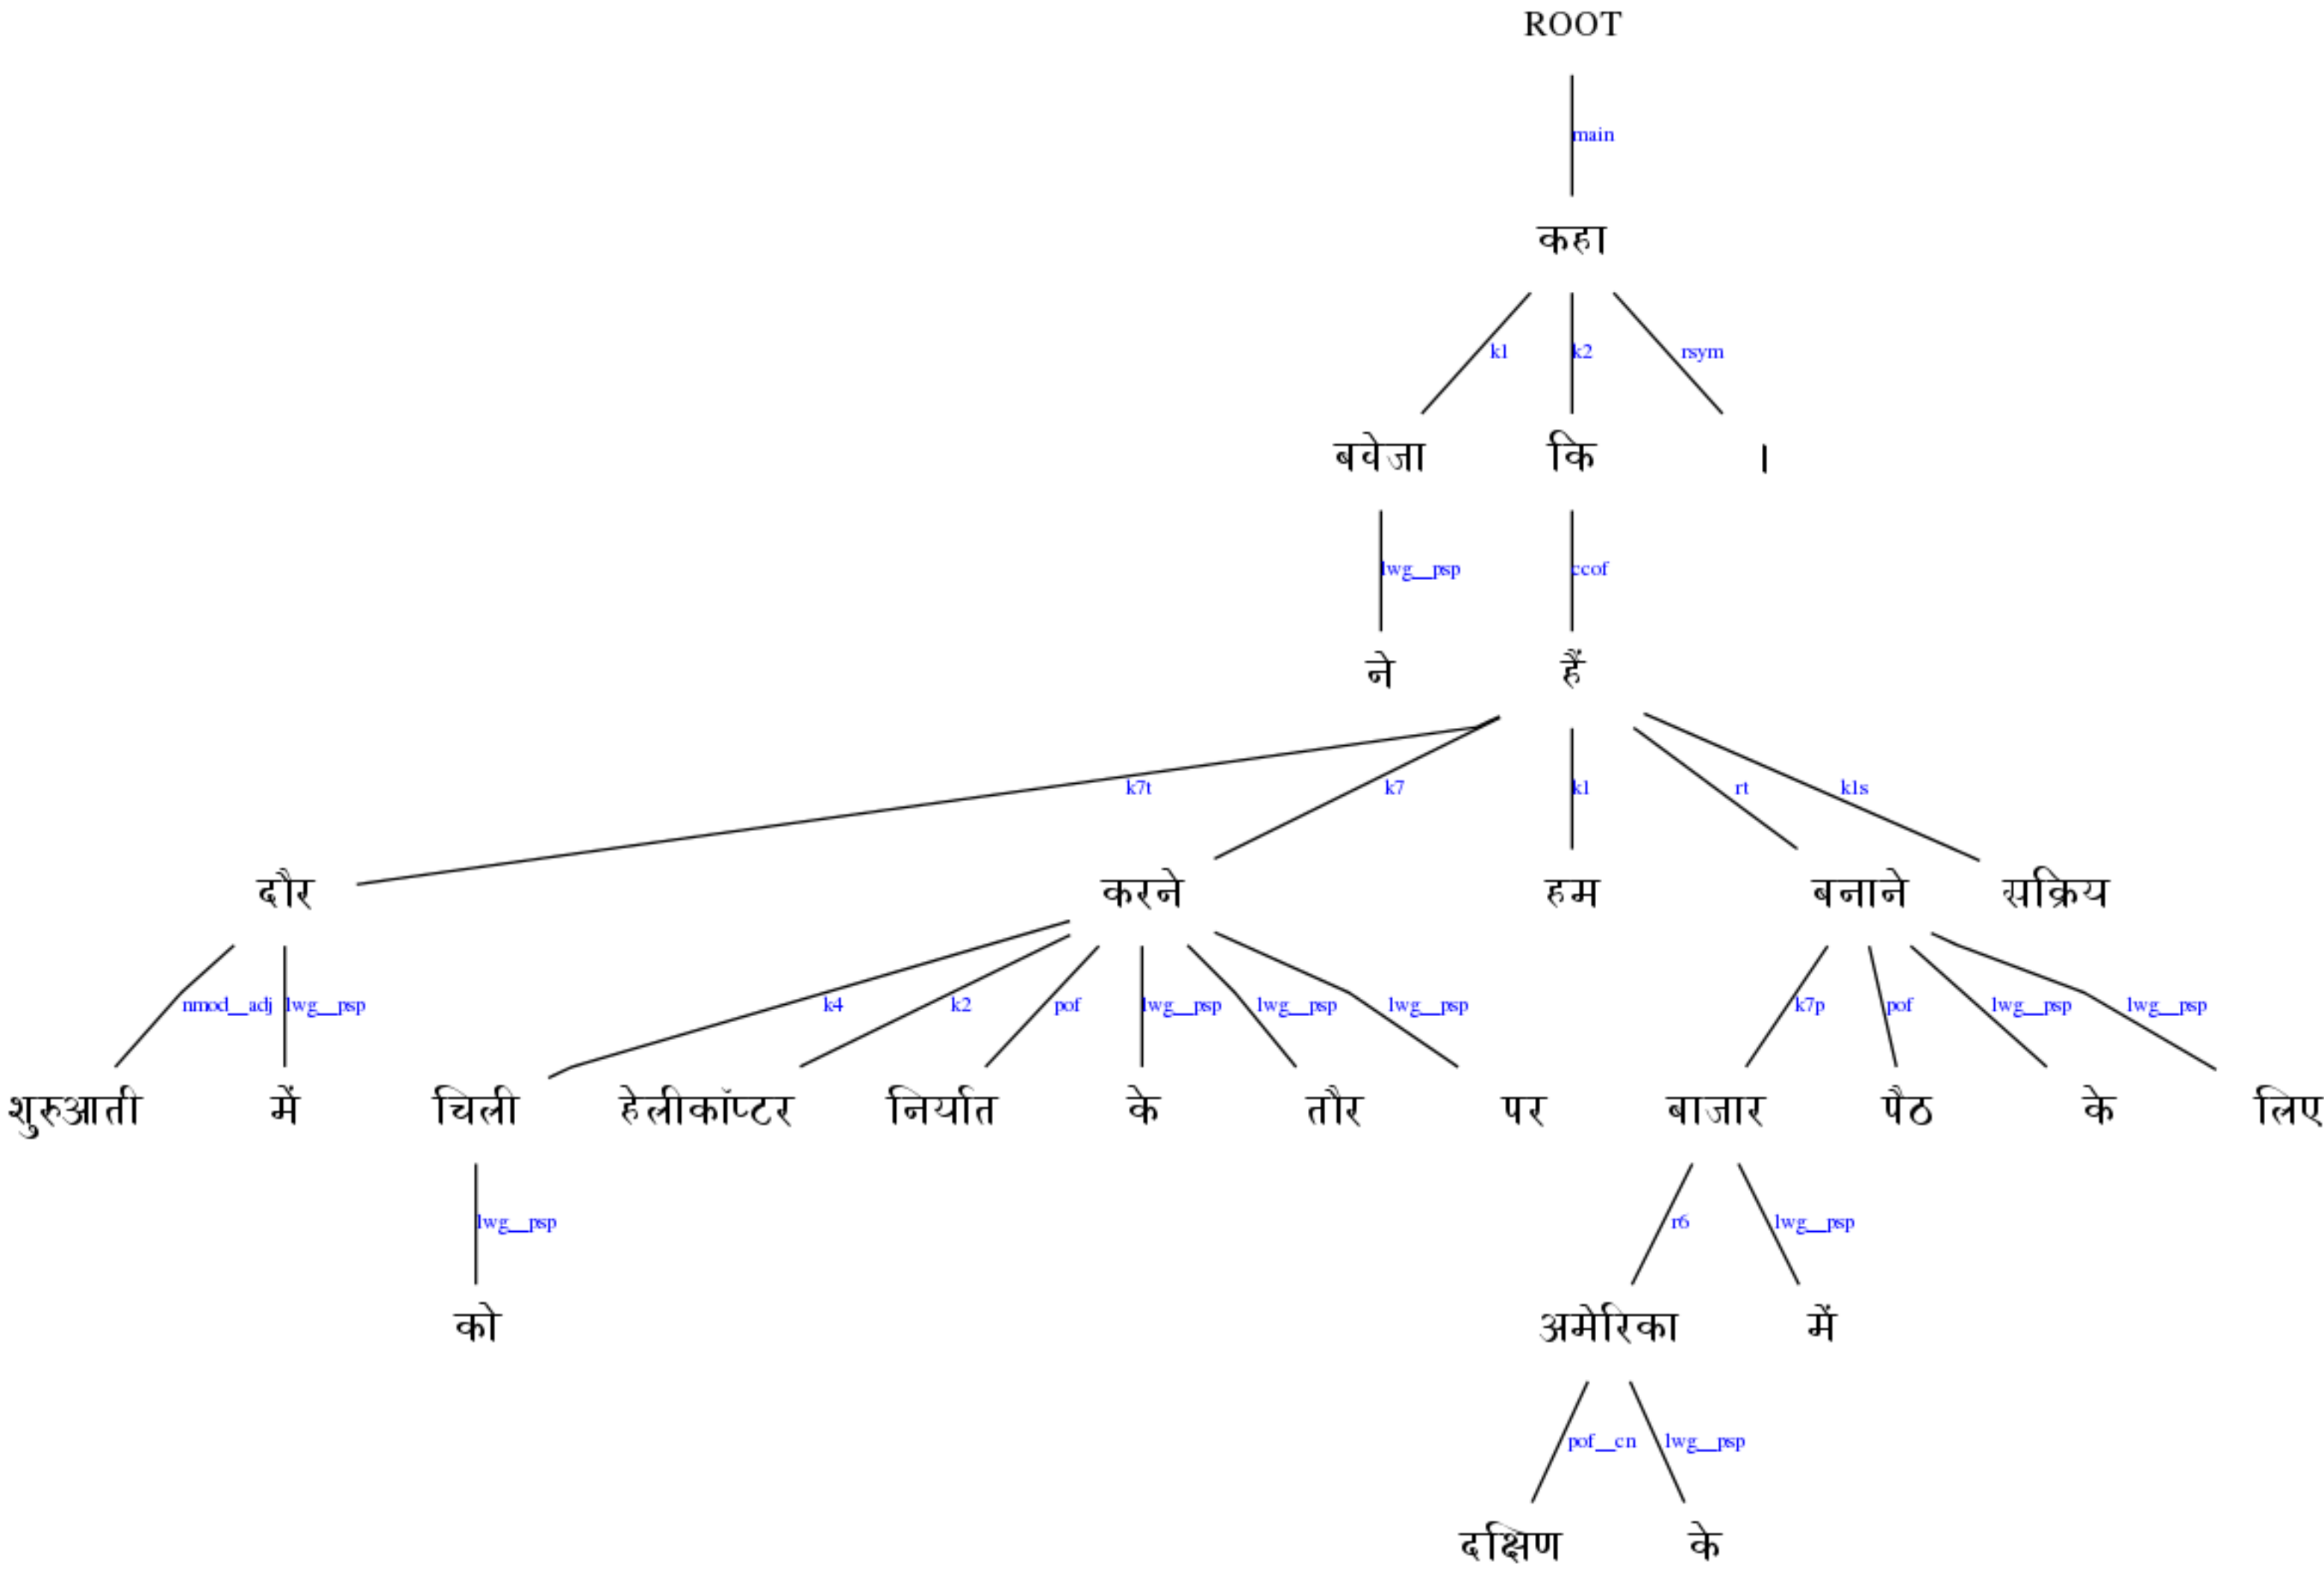 ROOT
main
कहा
k1 k2 rsym
बवेजा कि ।
lwg__psp ccof
ने हैं
k7t k7 k1 rt k1s
दौर करने हम बनाने सक्रिय
nmod__adj lwg__psp k4 k2 pof lwg__psp lwg__psp lwg__psp k7p pof lwg__psp lwg__psp
शुरुआती में चिली हेलीकॉप्टर निर्यात के तौर पर बाजार पैठ के लिए
lwg__psp r6 lwg__psp
को अमेरिका में
pof__cn lwg__psp
दक्षिण के